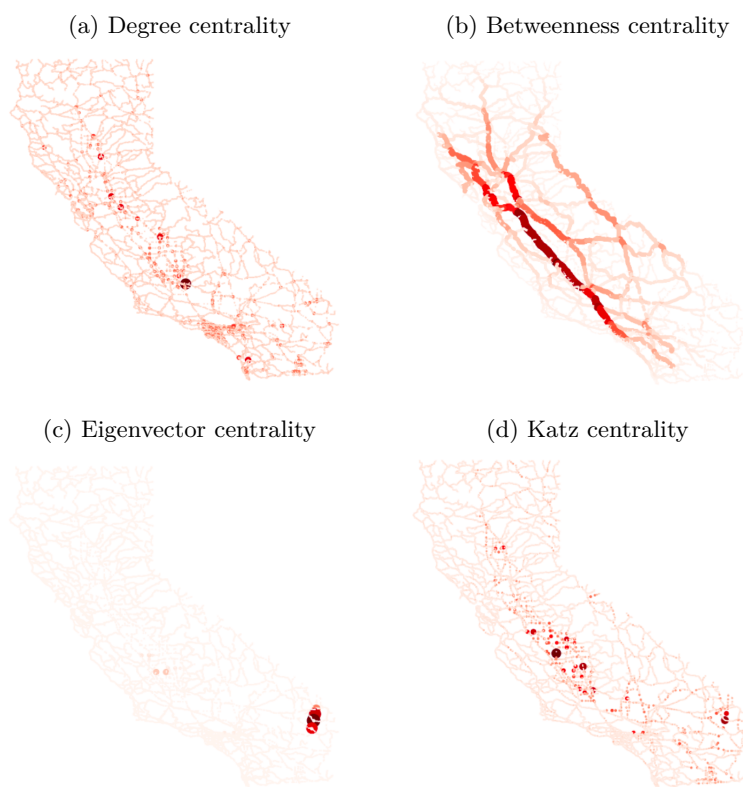 (a) Degree centrality
(b) Betweenness centrality
(c) Eigenvector centrality
(d) Katz centrality